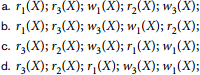 a. r₁(X); r₃(X); w₁(X); r₂(X); w₃(X);
b. r₁(X); r₃(X); w₃(X); w₁(X); r₂(X);
c. r₃(X); r₂(X); w₃(X); r₁(X); w₁(X);
d. r₃(X); r₂(X); r₁(X); w₃(X); w₁(X);